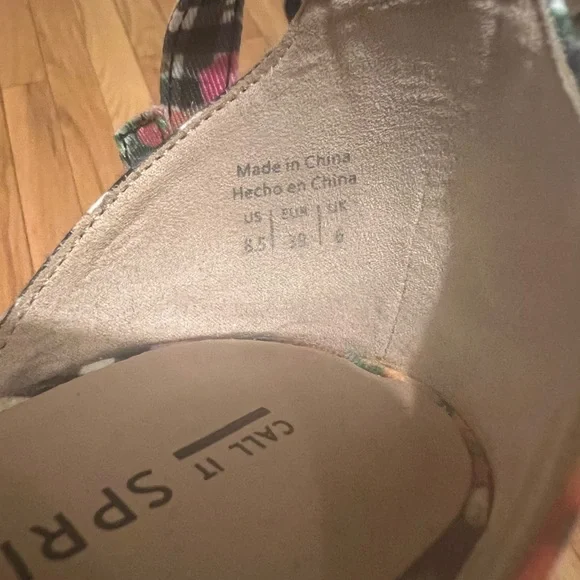 Made in China
Hecho en China
US | EUR | UK
8.5 | 39 | 6
CALL IT
SPRI